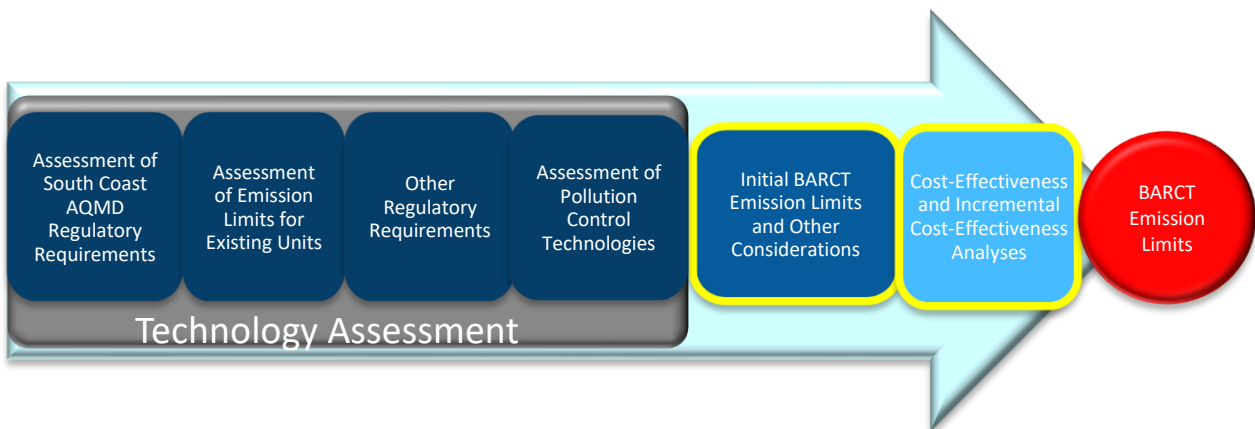 Assessment of
South Coast
AQMD
Regulatory
Requirements
Assessment
of Emission
Limits for
Existing Units
Other
Regulatory
Requirements
Assessment of
Pollution
Control
Technologies
Initial BARCT
Emission Limits
and Other
Considerations
Cost-Effectiveness
and Incremental
Cost-Effectiveness
Analyses
BARCT
Emission
Limits
Technology Assessment